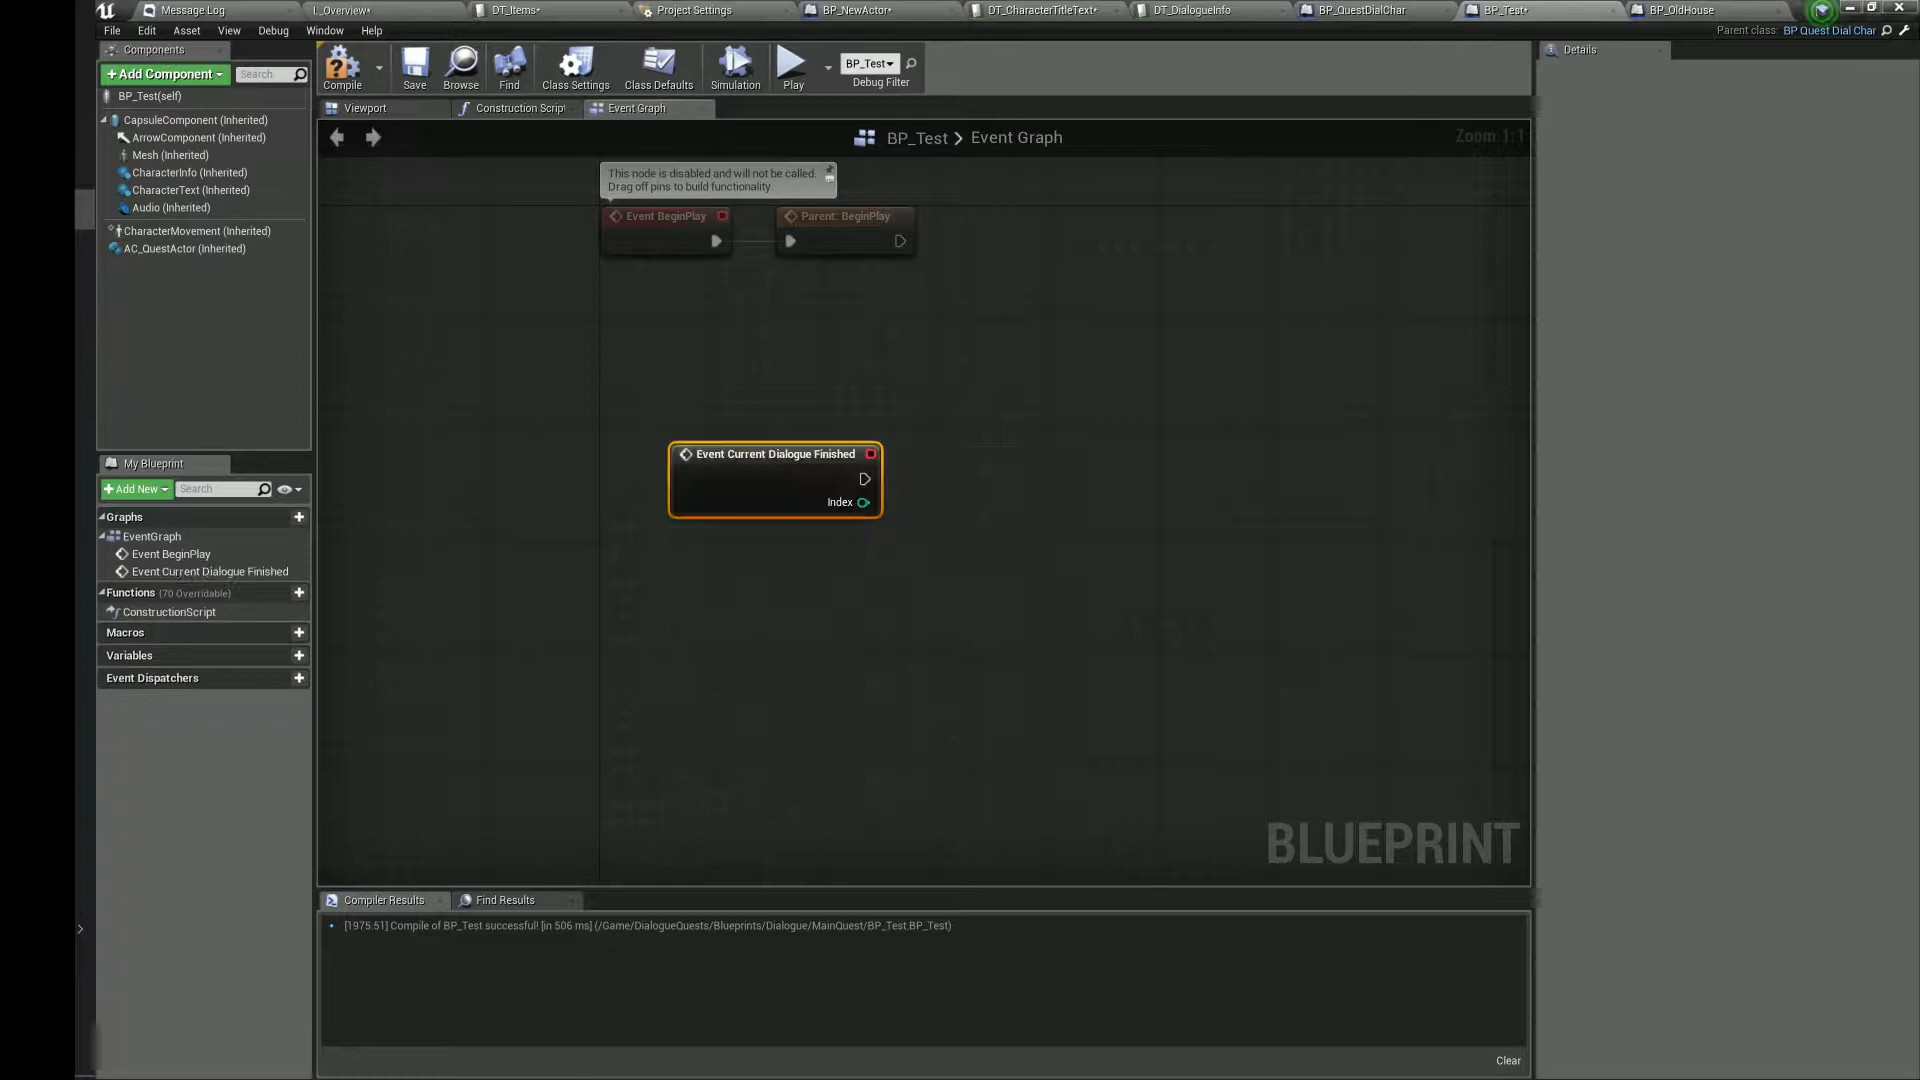 Message Log
L_Overview*
DT_Items*
Project Settings
BP_NewActor*
DT_CharacterTitleText*
DT_DialogueInfo
BP_QuestDialChar
BP_Test*
BP_OldHouse
File Edit Asset View Debug Window Help
Parent class: BP Quest Dial Char
Components
+Add Component
Search
BP_Test(self)
CapsuleComponent (Inherited)
ArrowComponent (Inherited)
Mesh (Inherited)
CharacterInfo (Inherited)
CharacterText (Inherited)
Audio (Inherited)
CharacterMovement (Inherited)
AC_QuestActor (Inherited)
Compile
Save
Browse
Find
Class Settings
Class Defaults
Simulation
Play
BP_Test
Debug Filter
Details
Viewport
Construction Script
Event Graph
BP_Test > Event Graph
Zoom 1:1
This node is disabled and will not be called.
Drag off pins to build functionality.
Event BeginPlay
Parent: BeginPlay
Event Current Dialogue Finished
Index
BLUEPRINT
My Blueprint
+Add New
Search
Graphs
EventGraph
Event BeginPlay
Event Current Dialogue Finished
Functions (70 Overridable)
ConstructionScript
Macros
Variables
Event Dispatchers
Compiler Results
Find Results
[1975.51] Compile of BP_Test successful! [in 506 ms] (/Game/DialogueQuests/Blueprints/Dialogue/MainQuest/BP_Test.BP_Test)
Clear